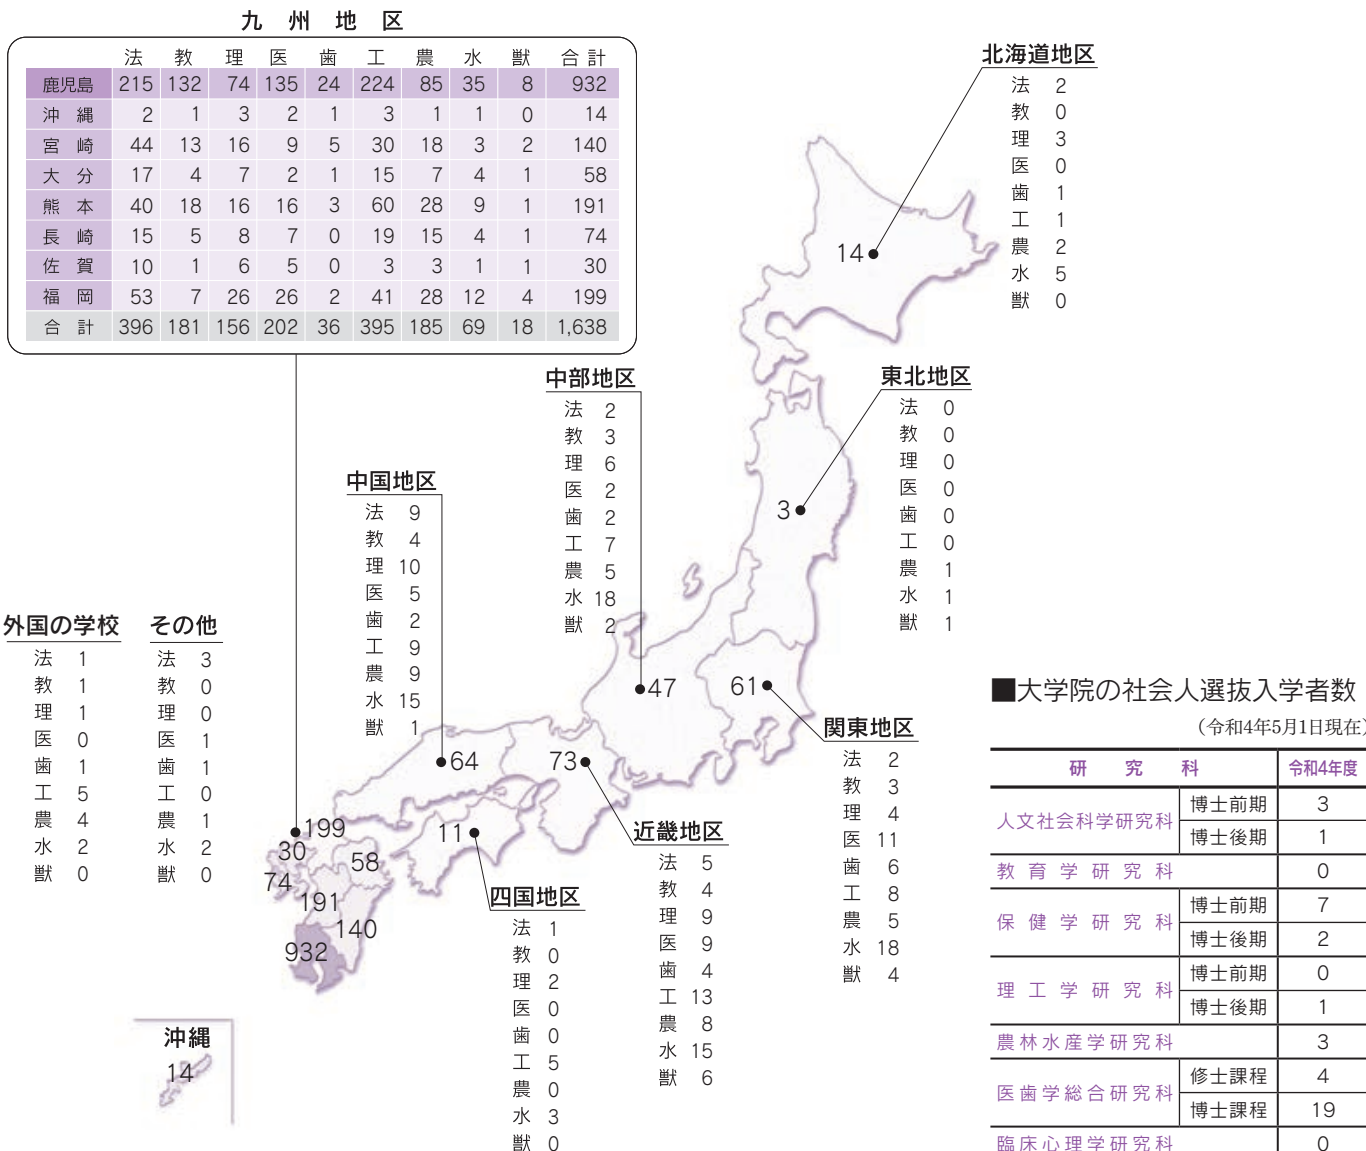 九州地区
法 教 理 医 歯 工 農 水 獣 合計
鹿児島 215 132 74 135 24 224 85 35 8 932
沖縄 2 1 3 2 1 3 1 1 0 14
宮崎 44 13 16 9 5 30 18 3 2 140
大分 17 4 7 2 1 15 7 4 1 58
熊本 40 18 16 16 3 60 28 9 1 191
長崎 15 5 8 7 0 19 15 4 1 74
佐賀 10 1 6 5 0 3 3 1 1 30
福岡 53 7 26 26 2 41 28 12 4 199
合計 396 181 156 202 36 395 185 69 18 1,638
北海道地区
法 2
教 0
理 3
医 0
歯 1
工 1
農 2
水 5
獣 0
14
東北地区
法 0
教 0
理 0
医 0
歯 0
工 0
農 1
水 1
獣 1
3
中部地区
法 2
教 3
理 6
医 2
歯 2
工 7
農 5
水 18
獣 2
47
中国地区
法 9
教 4
理 10
医 5
歯 2
工 9
農 9
水 15
獣 1
64
外国の学校
法 1
教 1
理 1
医 0
歯 1
工 5
農 4
水 2
獣 0
その他
法 3
教 0
理 0
医 1
歯 1
工 0
農 1
水 2
獣 0
61
関東地区
法 2
教 3
理 4
医 11
歯 6
工 8
農 5
水 18
獣 4
73
近畿地区
法 5
教 4
理 9
医 9
歯 4
工 13
農 8
水 15
獣 6
11
四国地区
法 1
教 0
理 2
医 0
歯 0
工 5
農 0
水 3
獣 0
199
30
58
74
191
140
932
沖縄
14
■大学院の社会人選抜入学者数
(令和4年5月1日現在)
研究科 令和4年度
人文社会科学研究科 博士前期 3
博士後期 1
教育学研究科 0
保健学研究科 博士前期 7
博士後期 2
理工学研究科 博士前期 0
博士後期 1
農林水産学研究科 3
医歯学総合研究科 修士課程 4
博士課程 19
臨床心理学研究科 0